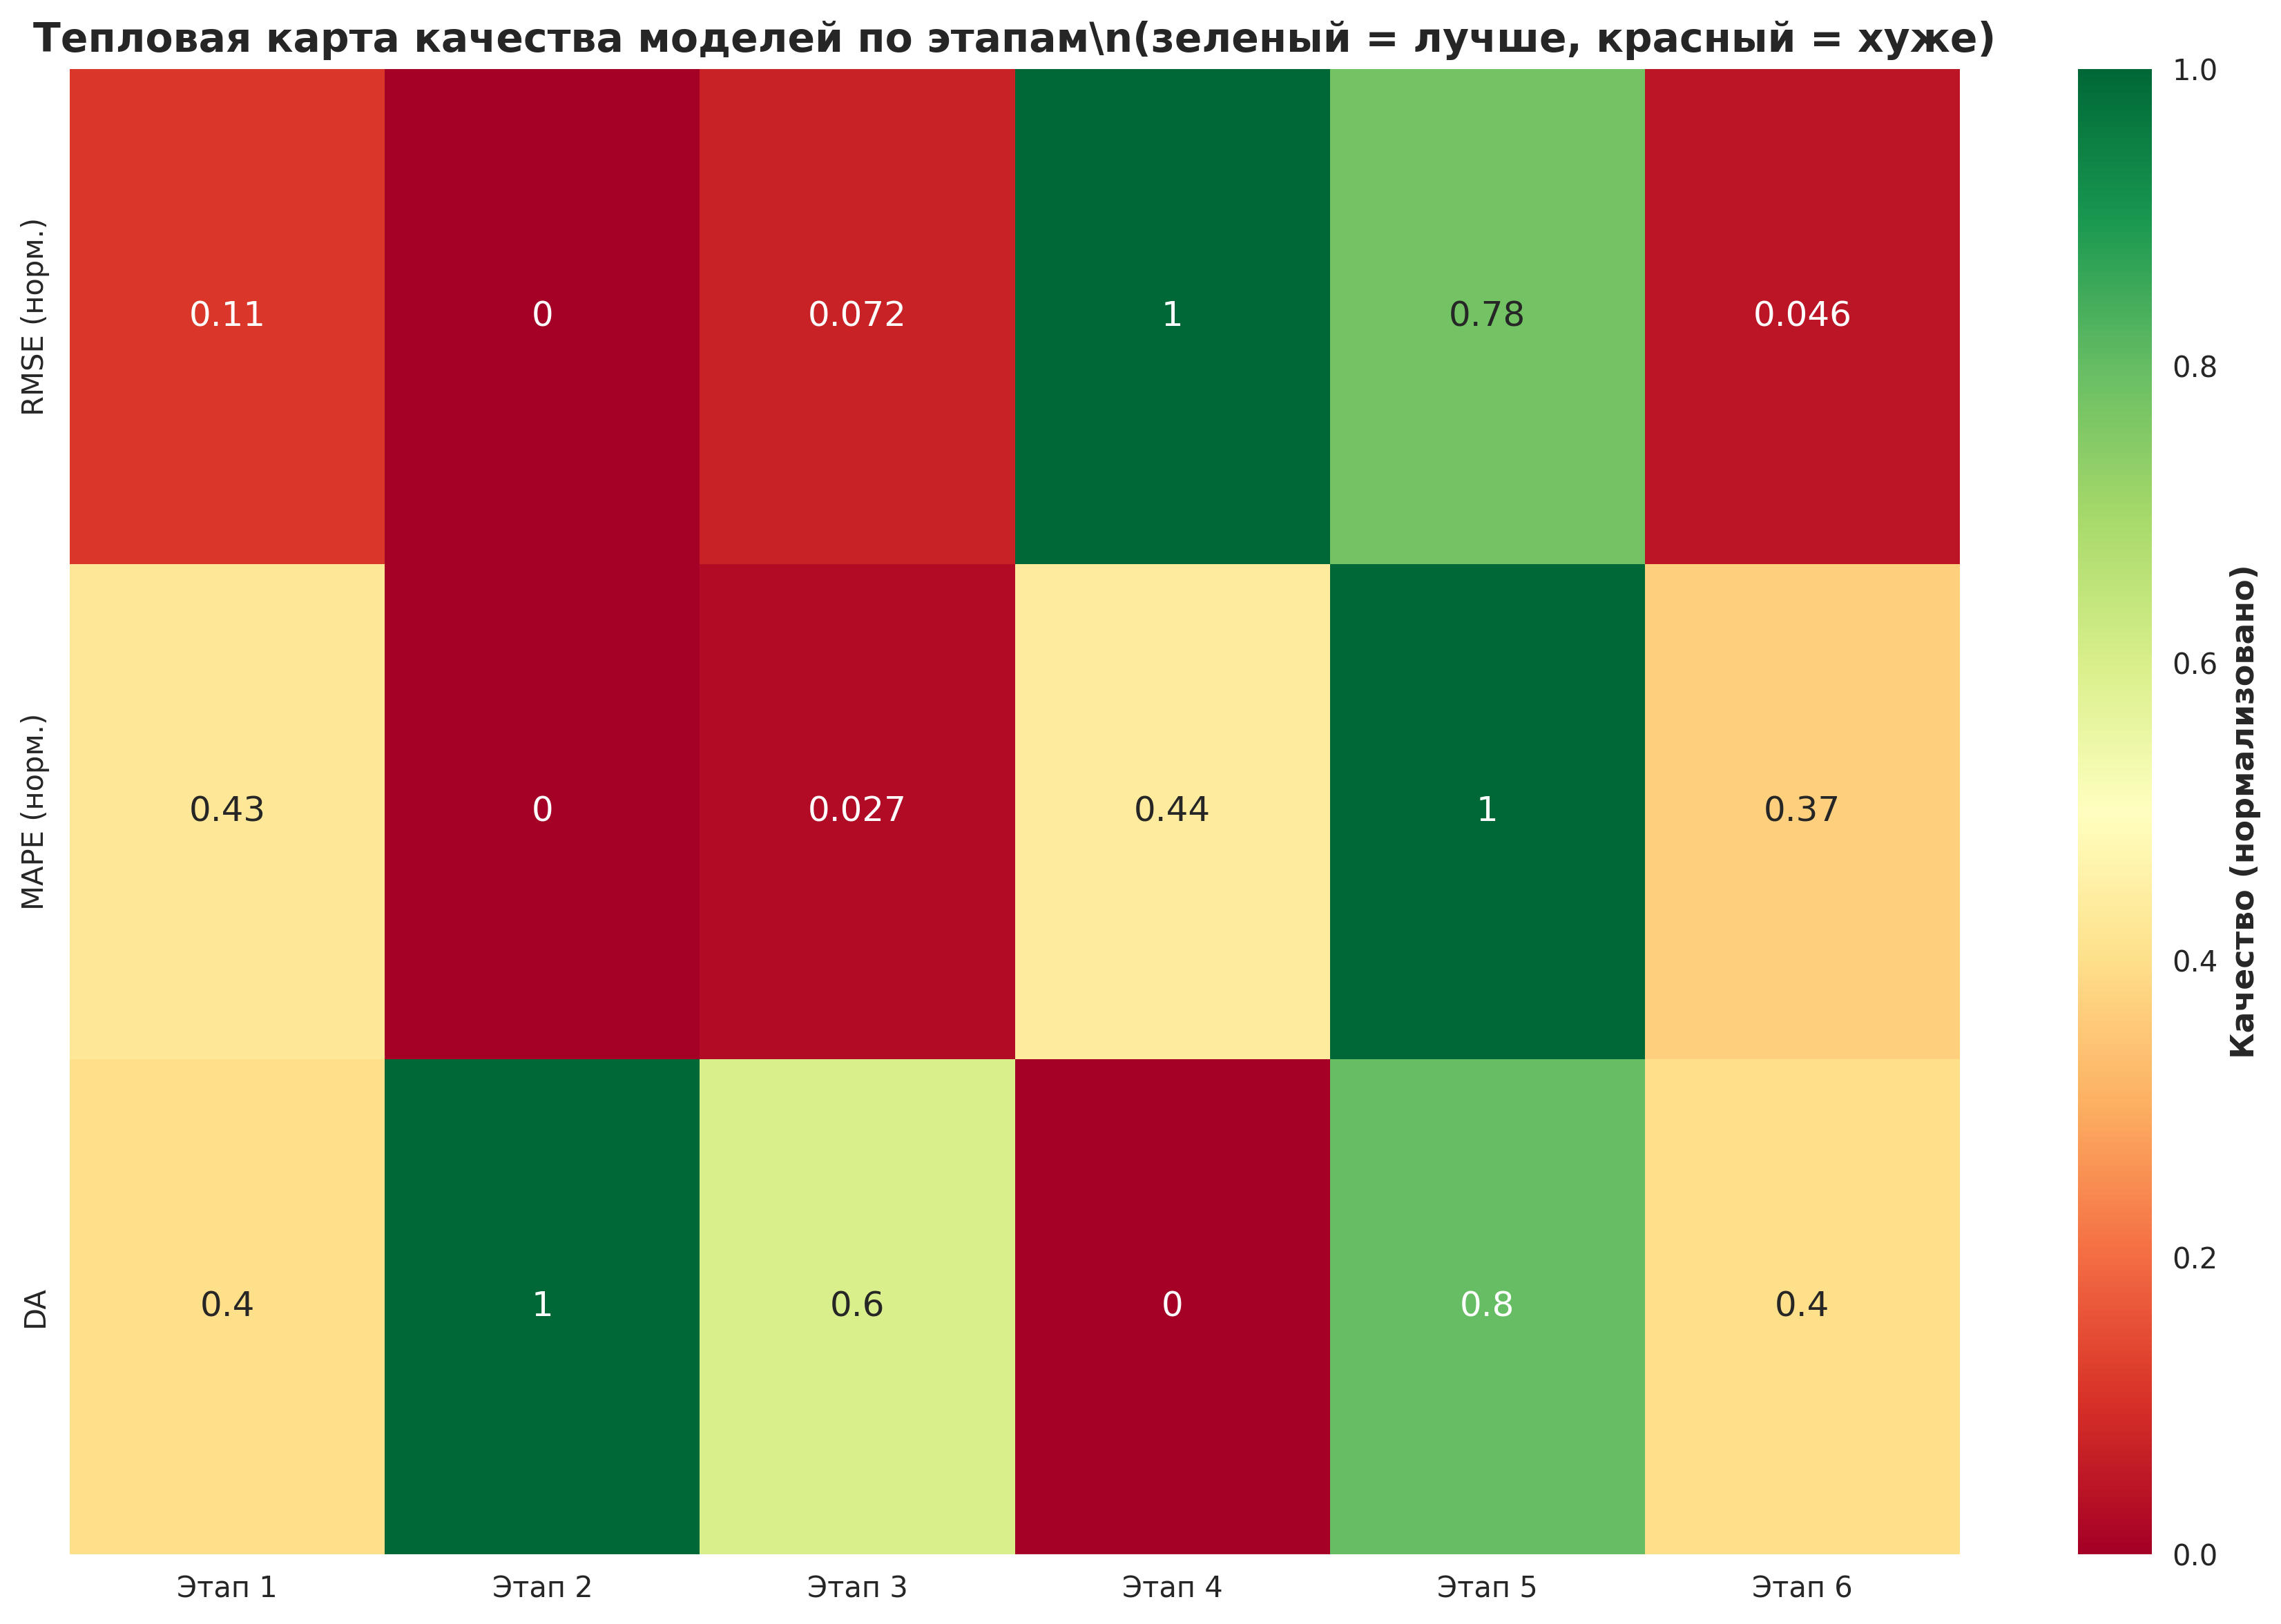 Тепловая карта качества моделей по этапам\n(зеленый = лучше, красный = хуже)
RMSE (норм.)
0.11
0
0.072
1
0.78
0.046
MAPE (норм.)
0.43
0
0.027
0.44
1
0.37
DA
0.4
1
0.6
0
0.8
0.4
Этап 1
Этап 2
Этап 3
Этап 4
Этап 5
Этап 6
1.0
0.8
0.6
0.4
0.2
0.0
Качество (нормализовано)